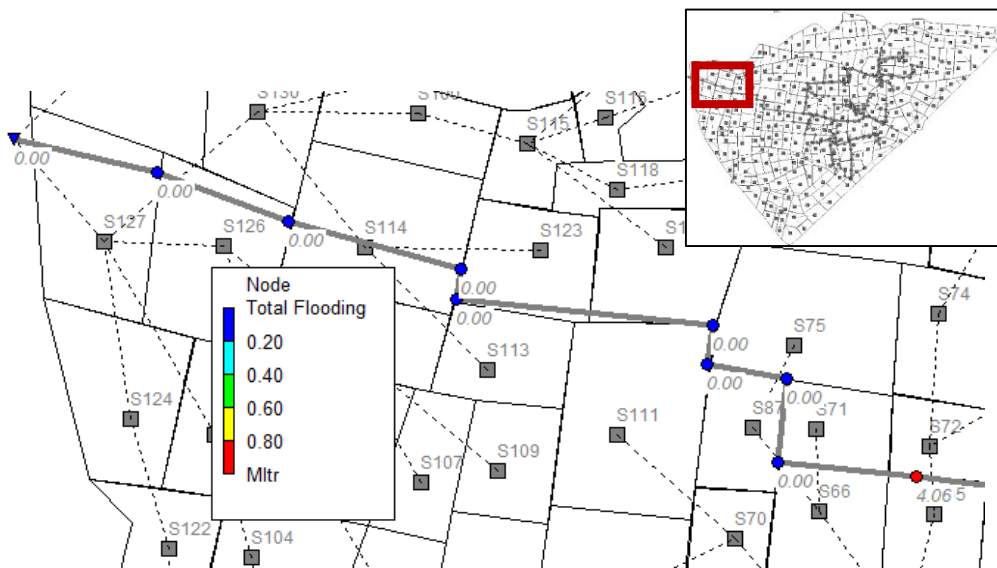 S115
S116
S118
S127
S126
S114
S123
S74
S75
S113
S124
S111
S87
S71
S72
S107
S109
S66
S70
S122
S104
0.00
0.00
0.00
0.00
0.00
0.00
0.00
0.00
0.00
4.06
Node
Total Flooding
0.20
0.40
0.60
0.80
Mltr